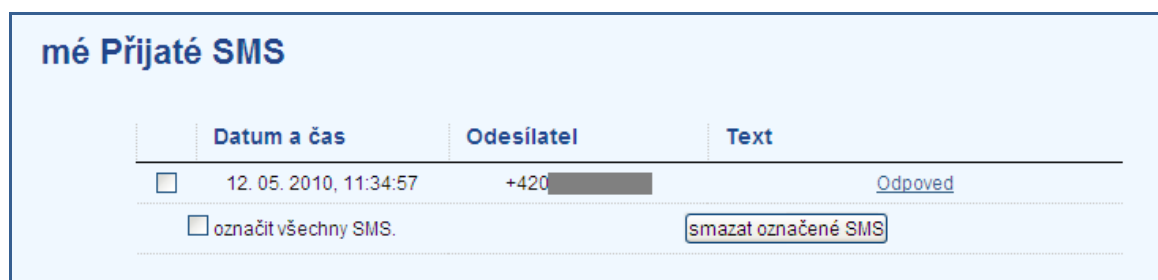 mé Přijaté SMS
Datum a čas Odesílatel Text
12. 05. 2010, 11:34:57 +420 Odpoved
označit všechny SMS. smazat označené SMS